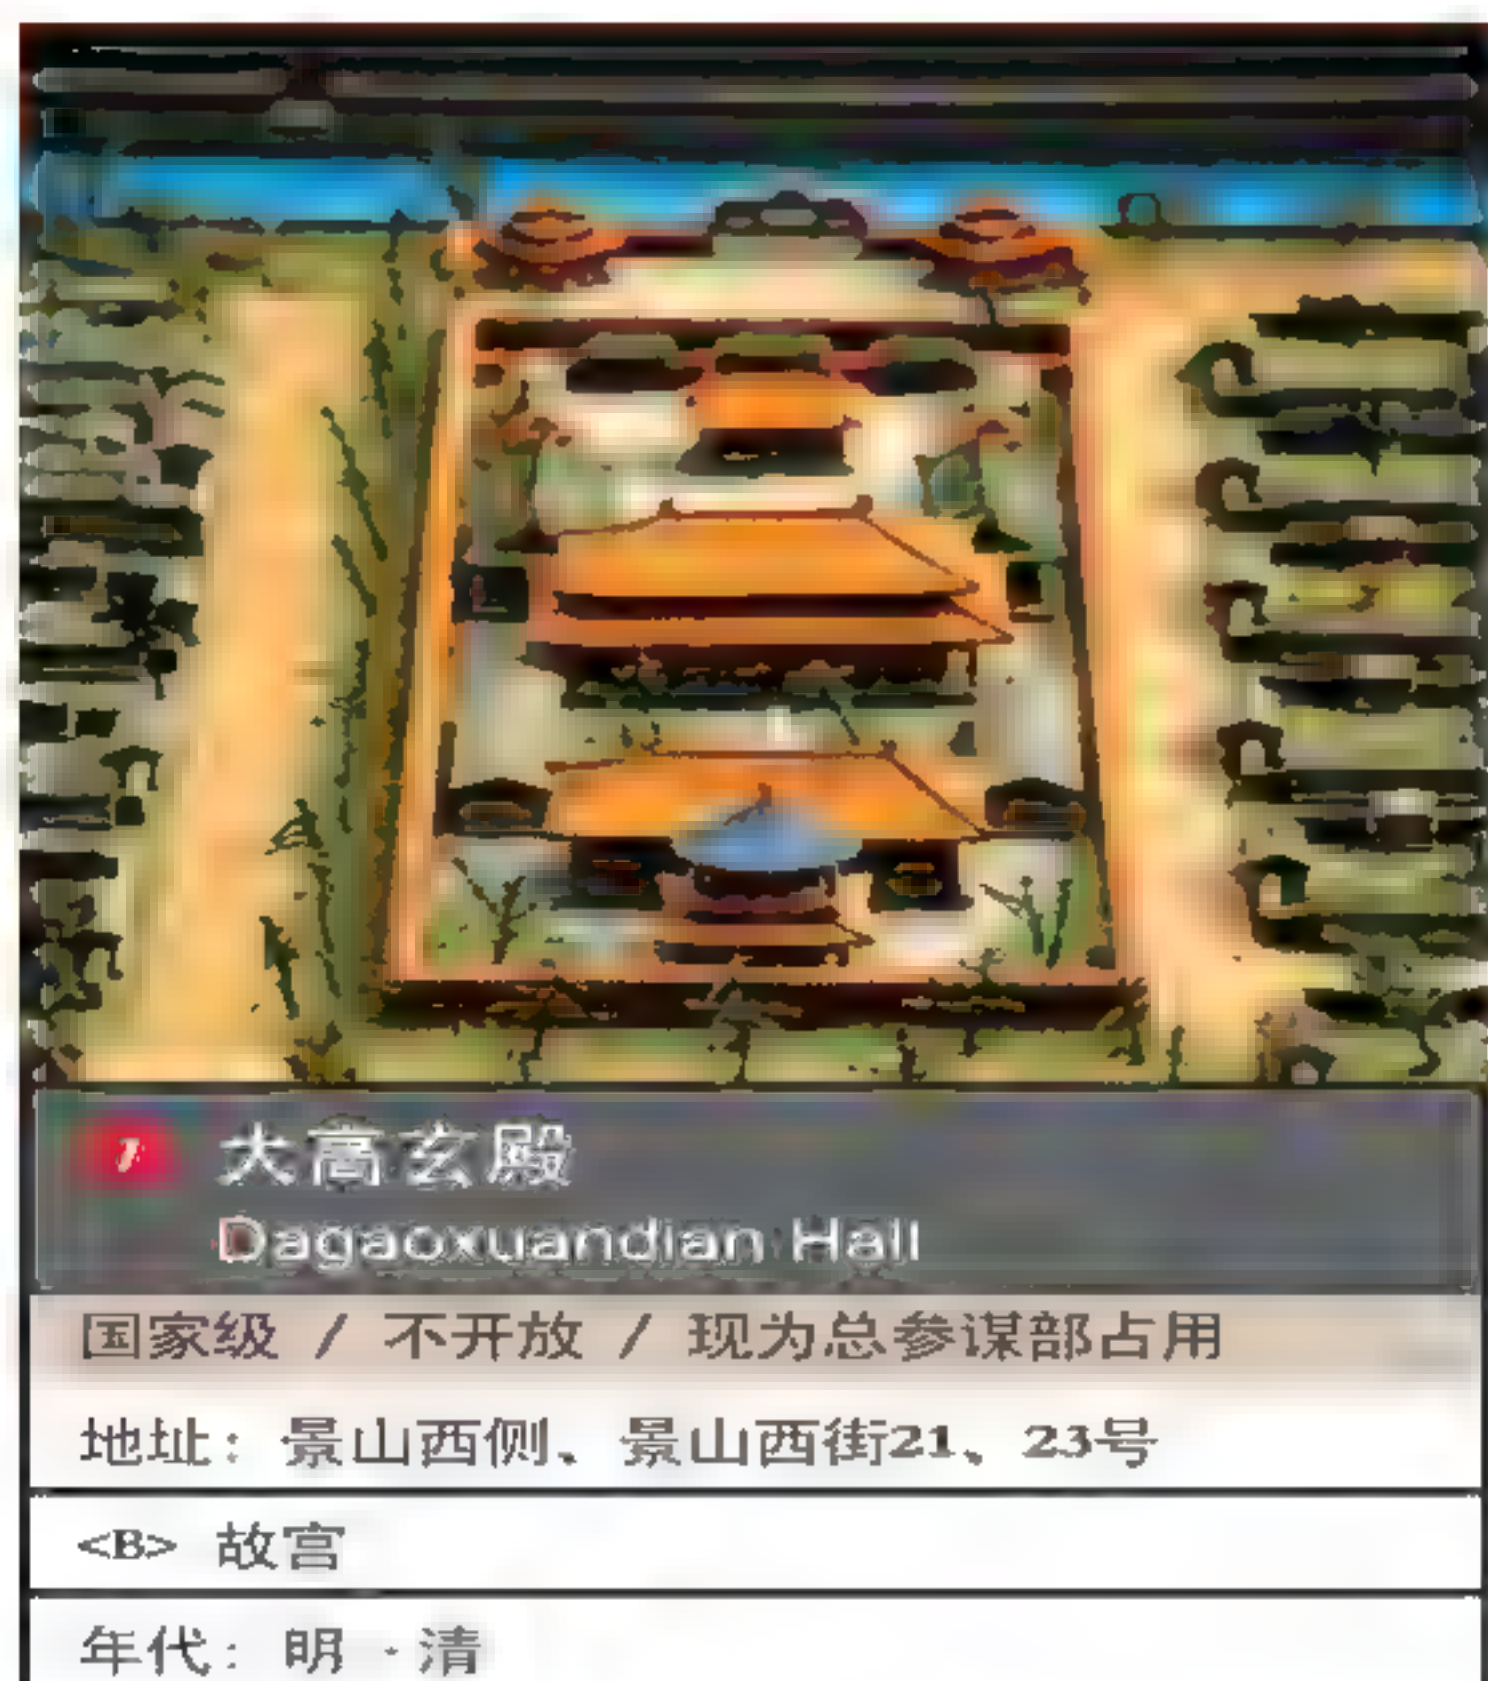 大高玄殿
Dagaoxuandian Hall
国家级 / 不开放 / 现为总参谋部占用
地址：景山西侧、景山西街21、23号
<B> 故宫
年代：明·清